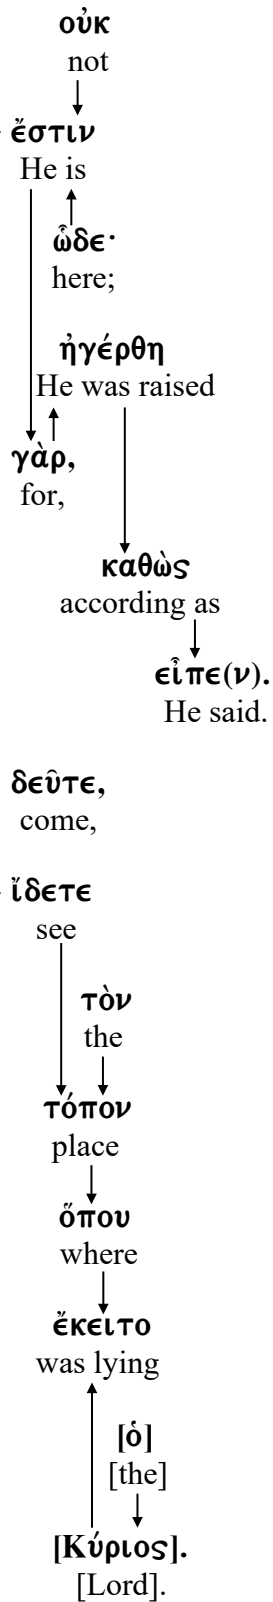 οὐκ
not
ἔστιν
He is
ὧδε·
here;
ἠγέρθη
He was raised
γὰρ,
for,
καθὼς
according as
εἶπε(ν).
He said.
δεῦτε,
come,
ἴδετε
see
τὸν
the
τόπον
place
ὅπου
where
ἔκειτο
was lying
[ὁ]
[the]
[Κύριος].
[Lord].